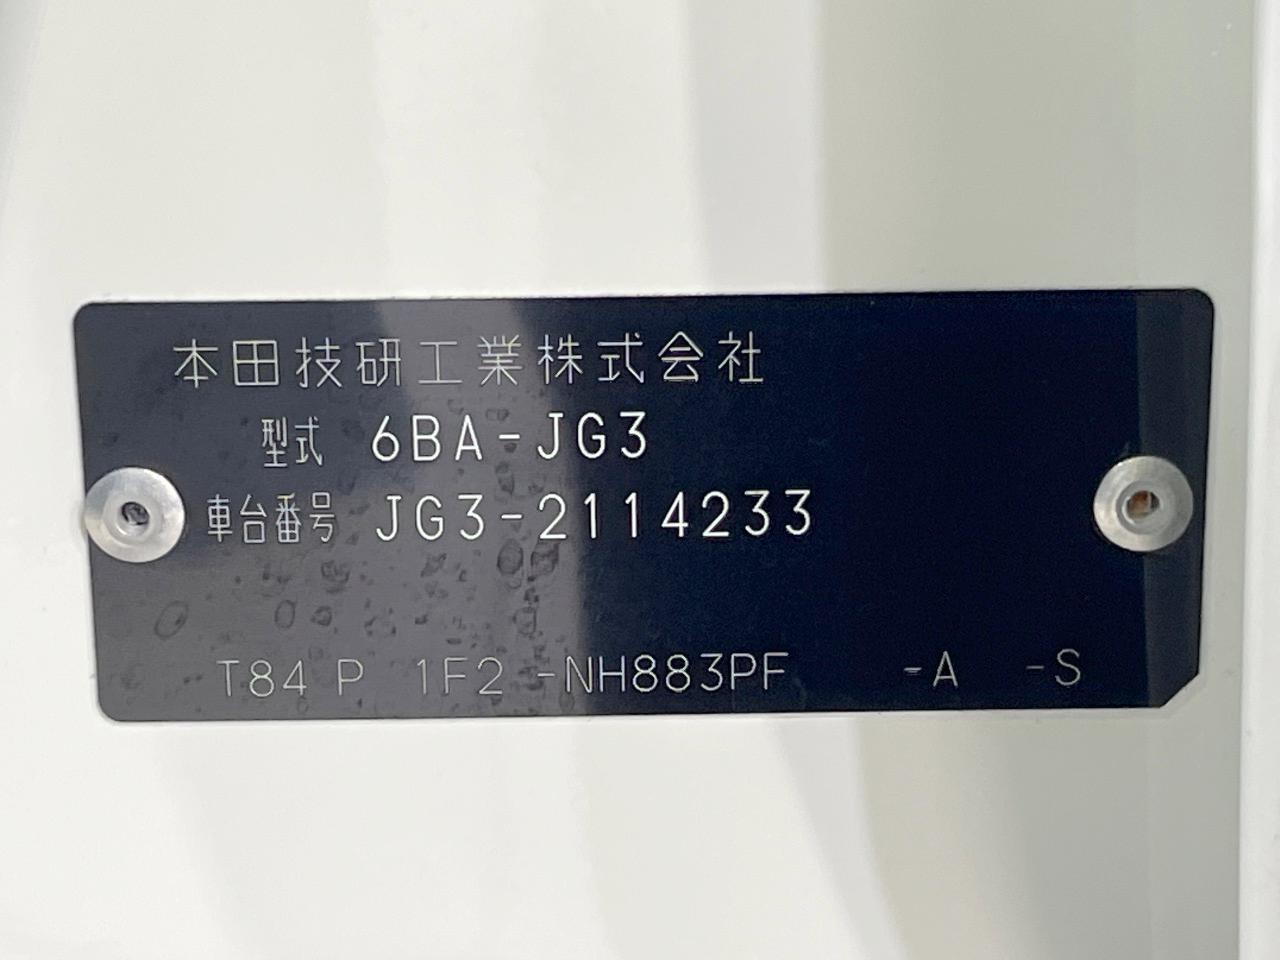 本田技研工業株式会社
型式 6BA-JG3
車台番号 JG3-2114233
T84 P 1F2 -NH883PF -A -S